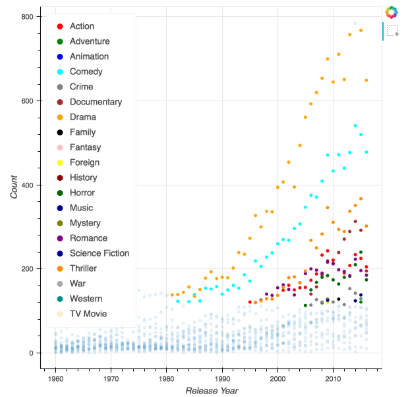 800
600
400
200
0
Count
Action
Adventure
Animation
Comedy
Crime
Documentary
Drama
Family
Fantasy
Foreign
History
Horror
Music
Mystery
Romance
Science Fiction
Thriller
War
Western
TV Movie
1960 1970 1980 1990 2000 2010
Release Year